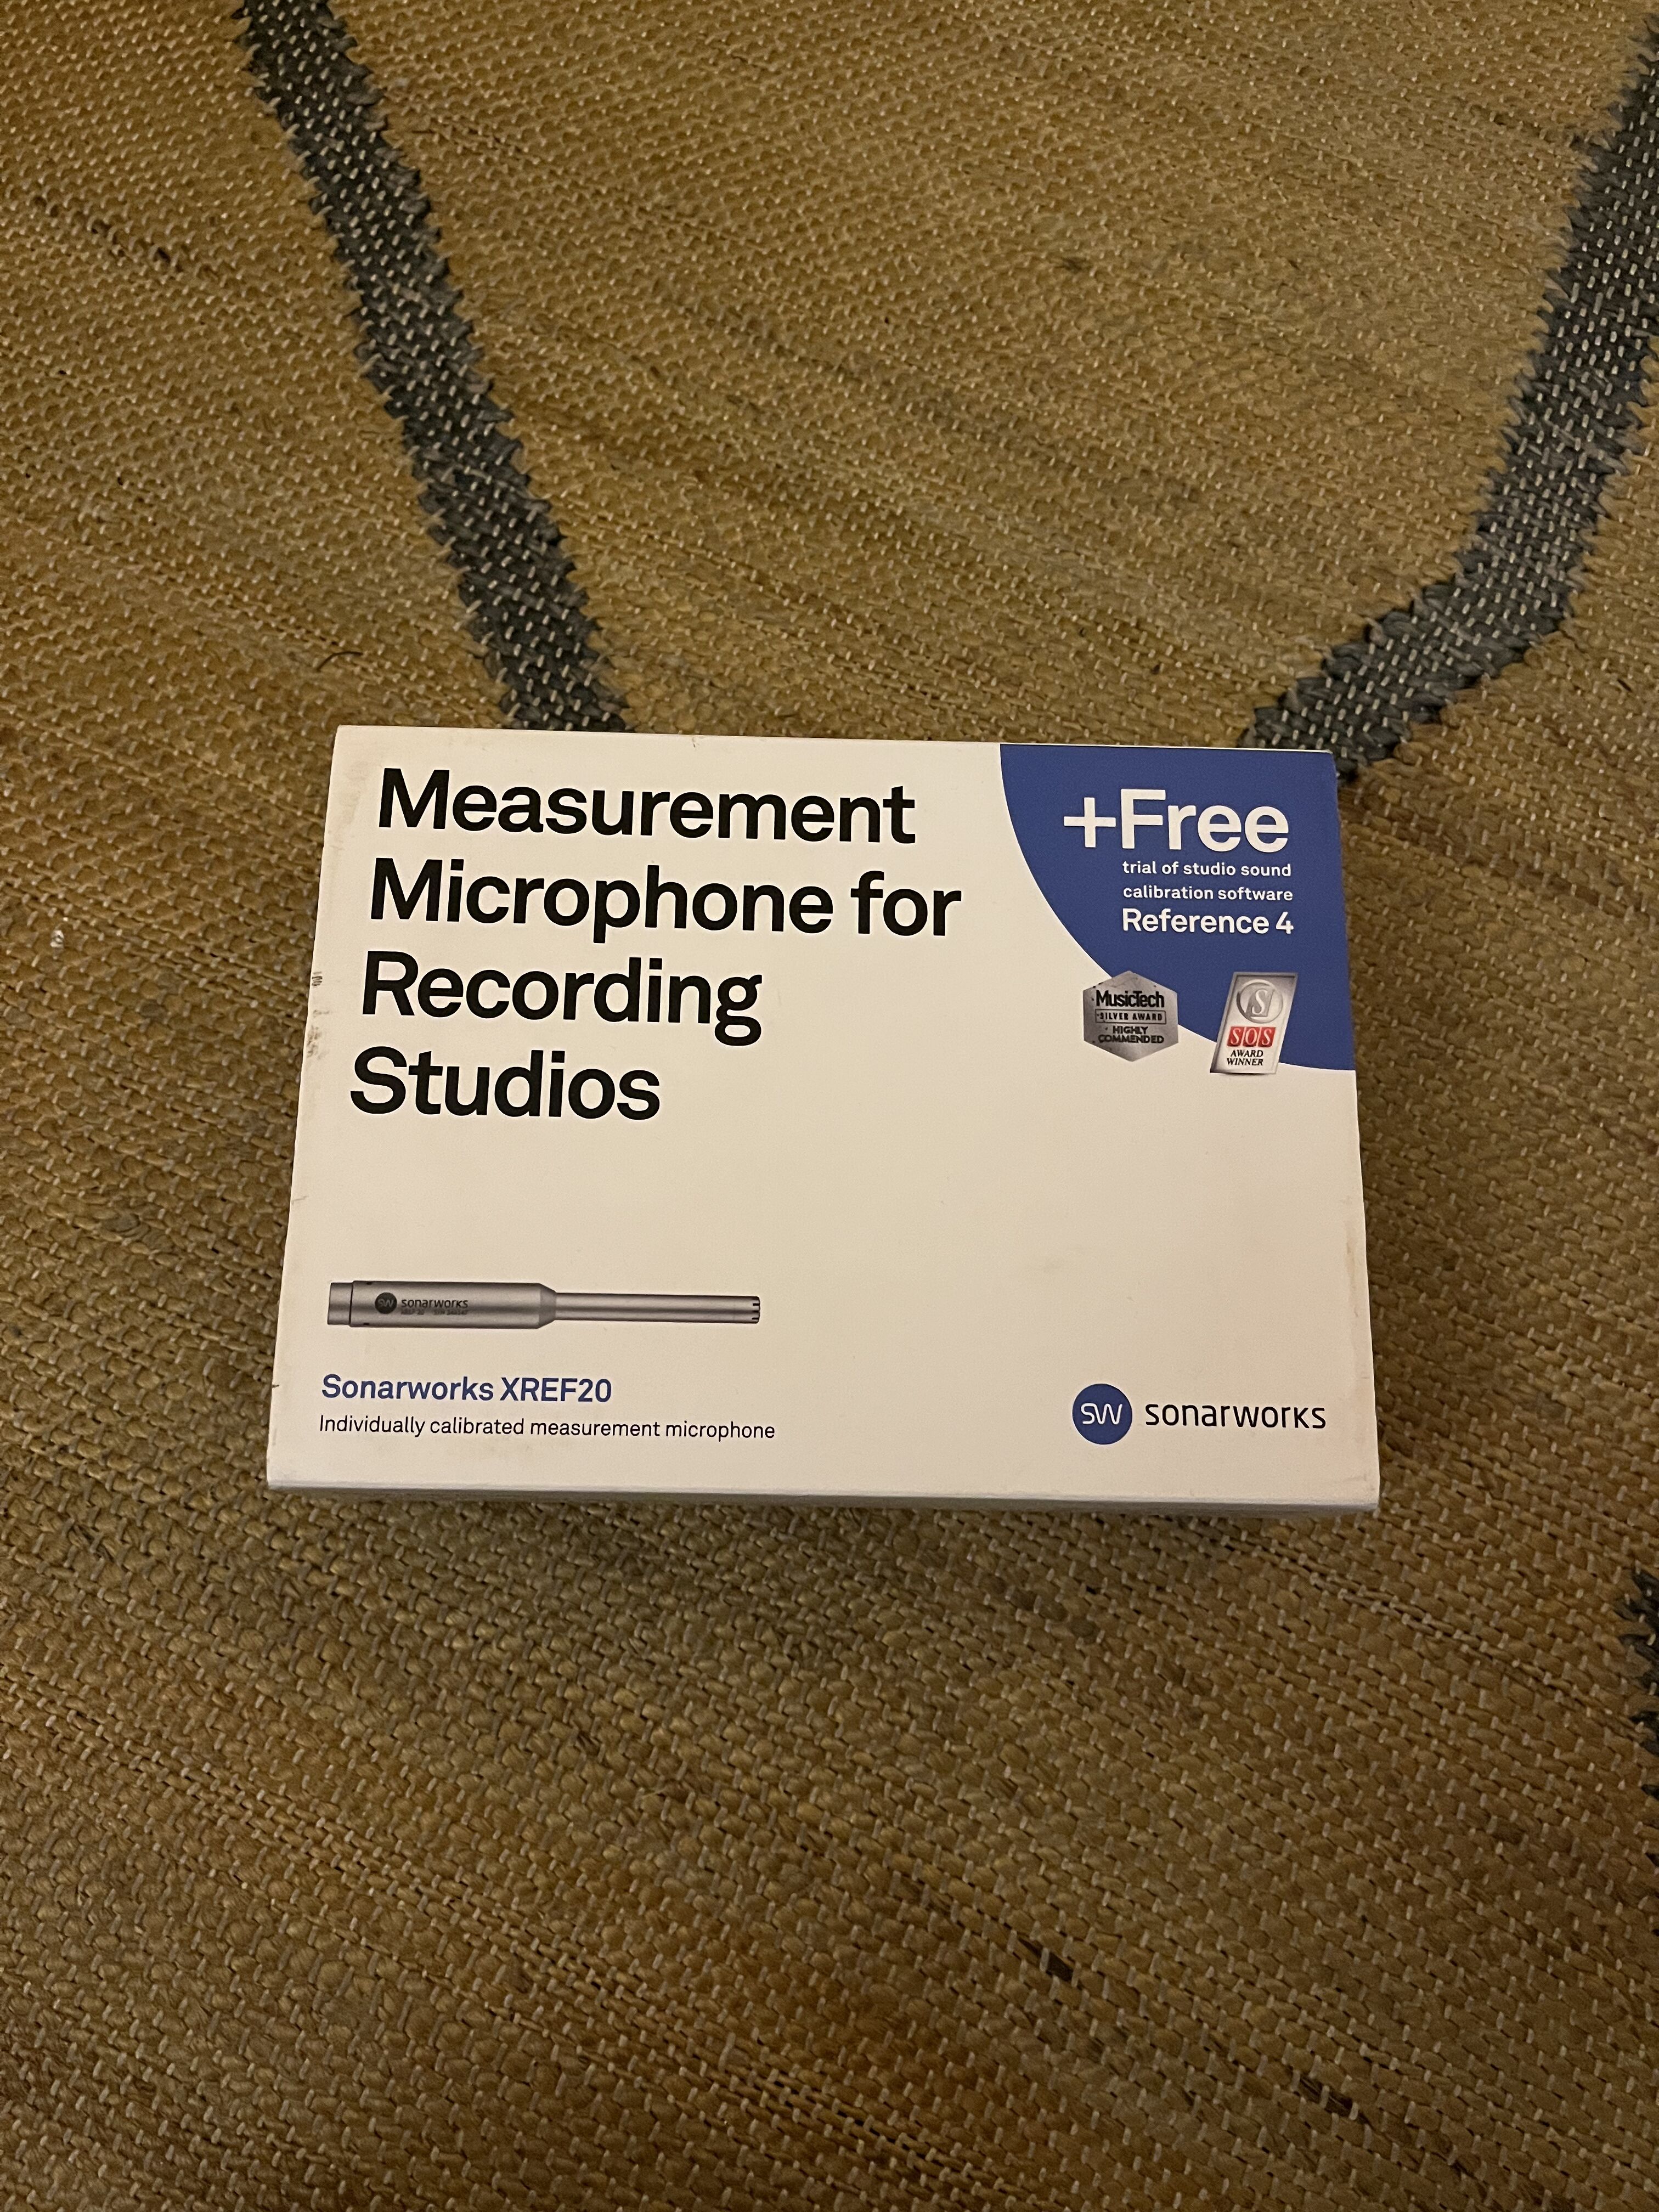 Measurement
Microphone for
Recording
Studios
+Free
trial of studio sound
calibration software
Reference 4
MusicTech
SILVER AWARD
HIGHLY
COMMENDED
SOS
AWARD
WINNER
SW sonarworks
Sonarworks XREF20
Individually calibrated measurement microphone
SW sonarworks